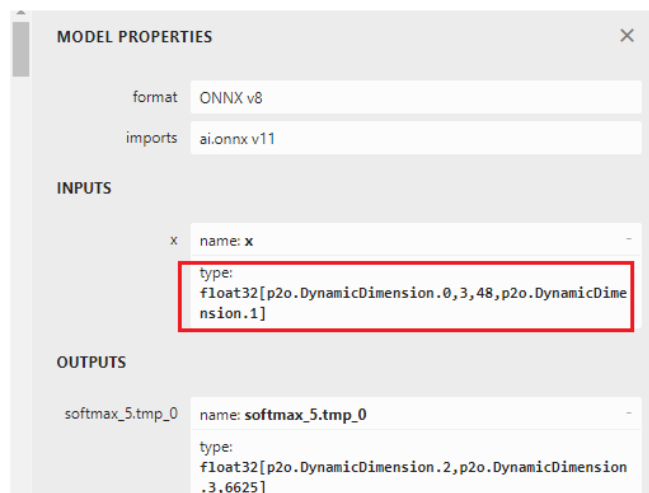 MODEL PROPERTIES ×
format ONNX v8
imports ai.onnx v11
INPUTS
x name: x -
type:
float32[p2o.DynamicDimension.0,3,48,p2o.DynamicDime
nsion.1]
OUTPUTS
softmax_5.tmp_0 name: softmax_5.tmp_0 -
type:
float32[p2o.DynamicDimension.2,p2o.DynamicDimension
.3,6625]